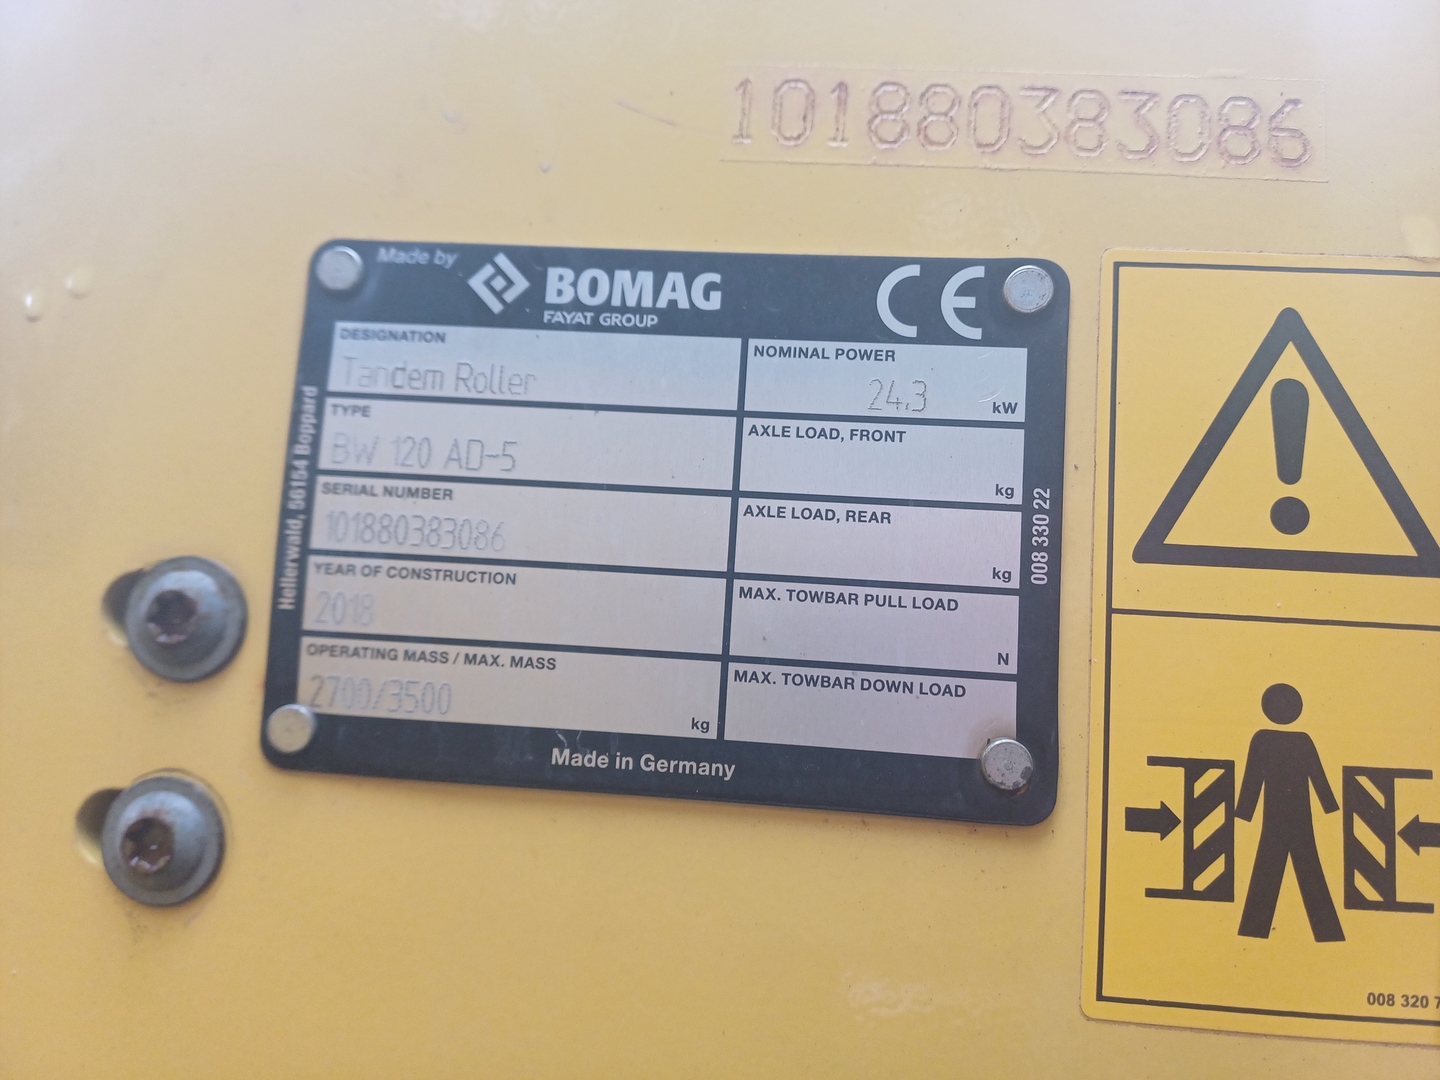 101880383086
Made by
BOMAG
FAYAT GROUP
CE
DESIGNATION
Tandem Roller
NOMINAL POWER
24.3 kW
TYPE
BW 120 AD-5
AXLE LOAD, FRONT
kg
SERIAL NUMBER
101880383086
AXLE LOAD, REAR
kg
YEAR OF CONSTRUCTION
2018
MAX. TOWBAR PULL LOAD
N
OPERATING MASS / MAX. MASS
2700/3500 kg
MAX. TOWBAR DOWN LOAD
Made in Germany
Hellerwald, 56154 Boppard
008 330 22
008 320 7